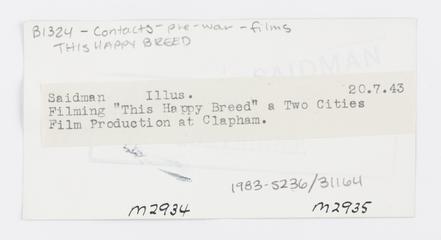 B1324 - Contacts - pre-war - films
THIS HAPPY BREED
SAIDMAN
Saidman Illus. 20.7.43
Filming "This Happy Breed" a Two Cities
Film Production at Clapham.
1983-5236/31164
M2934 M2935